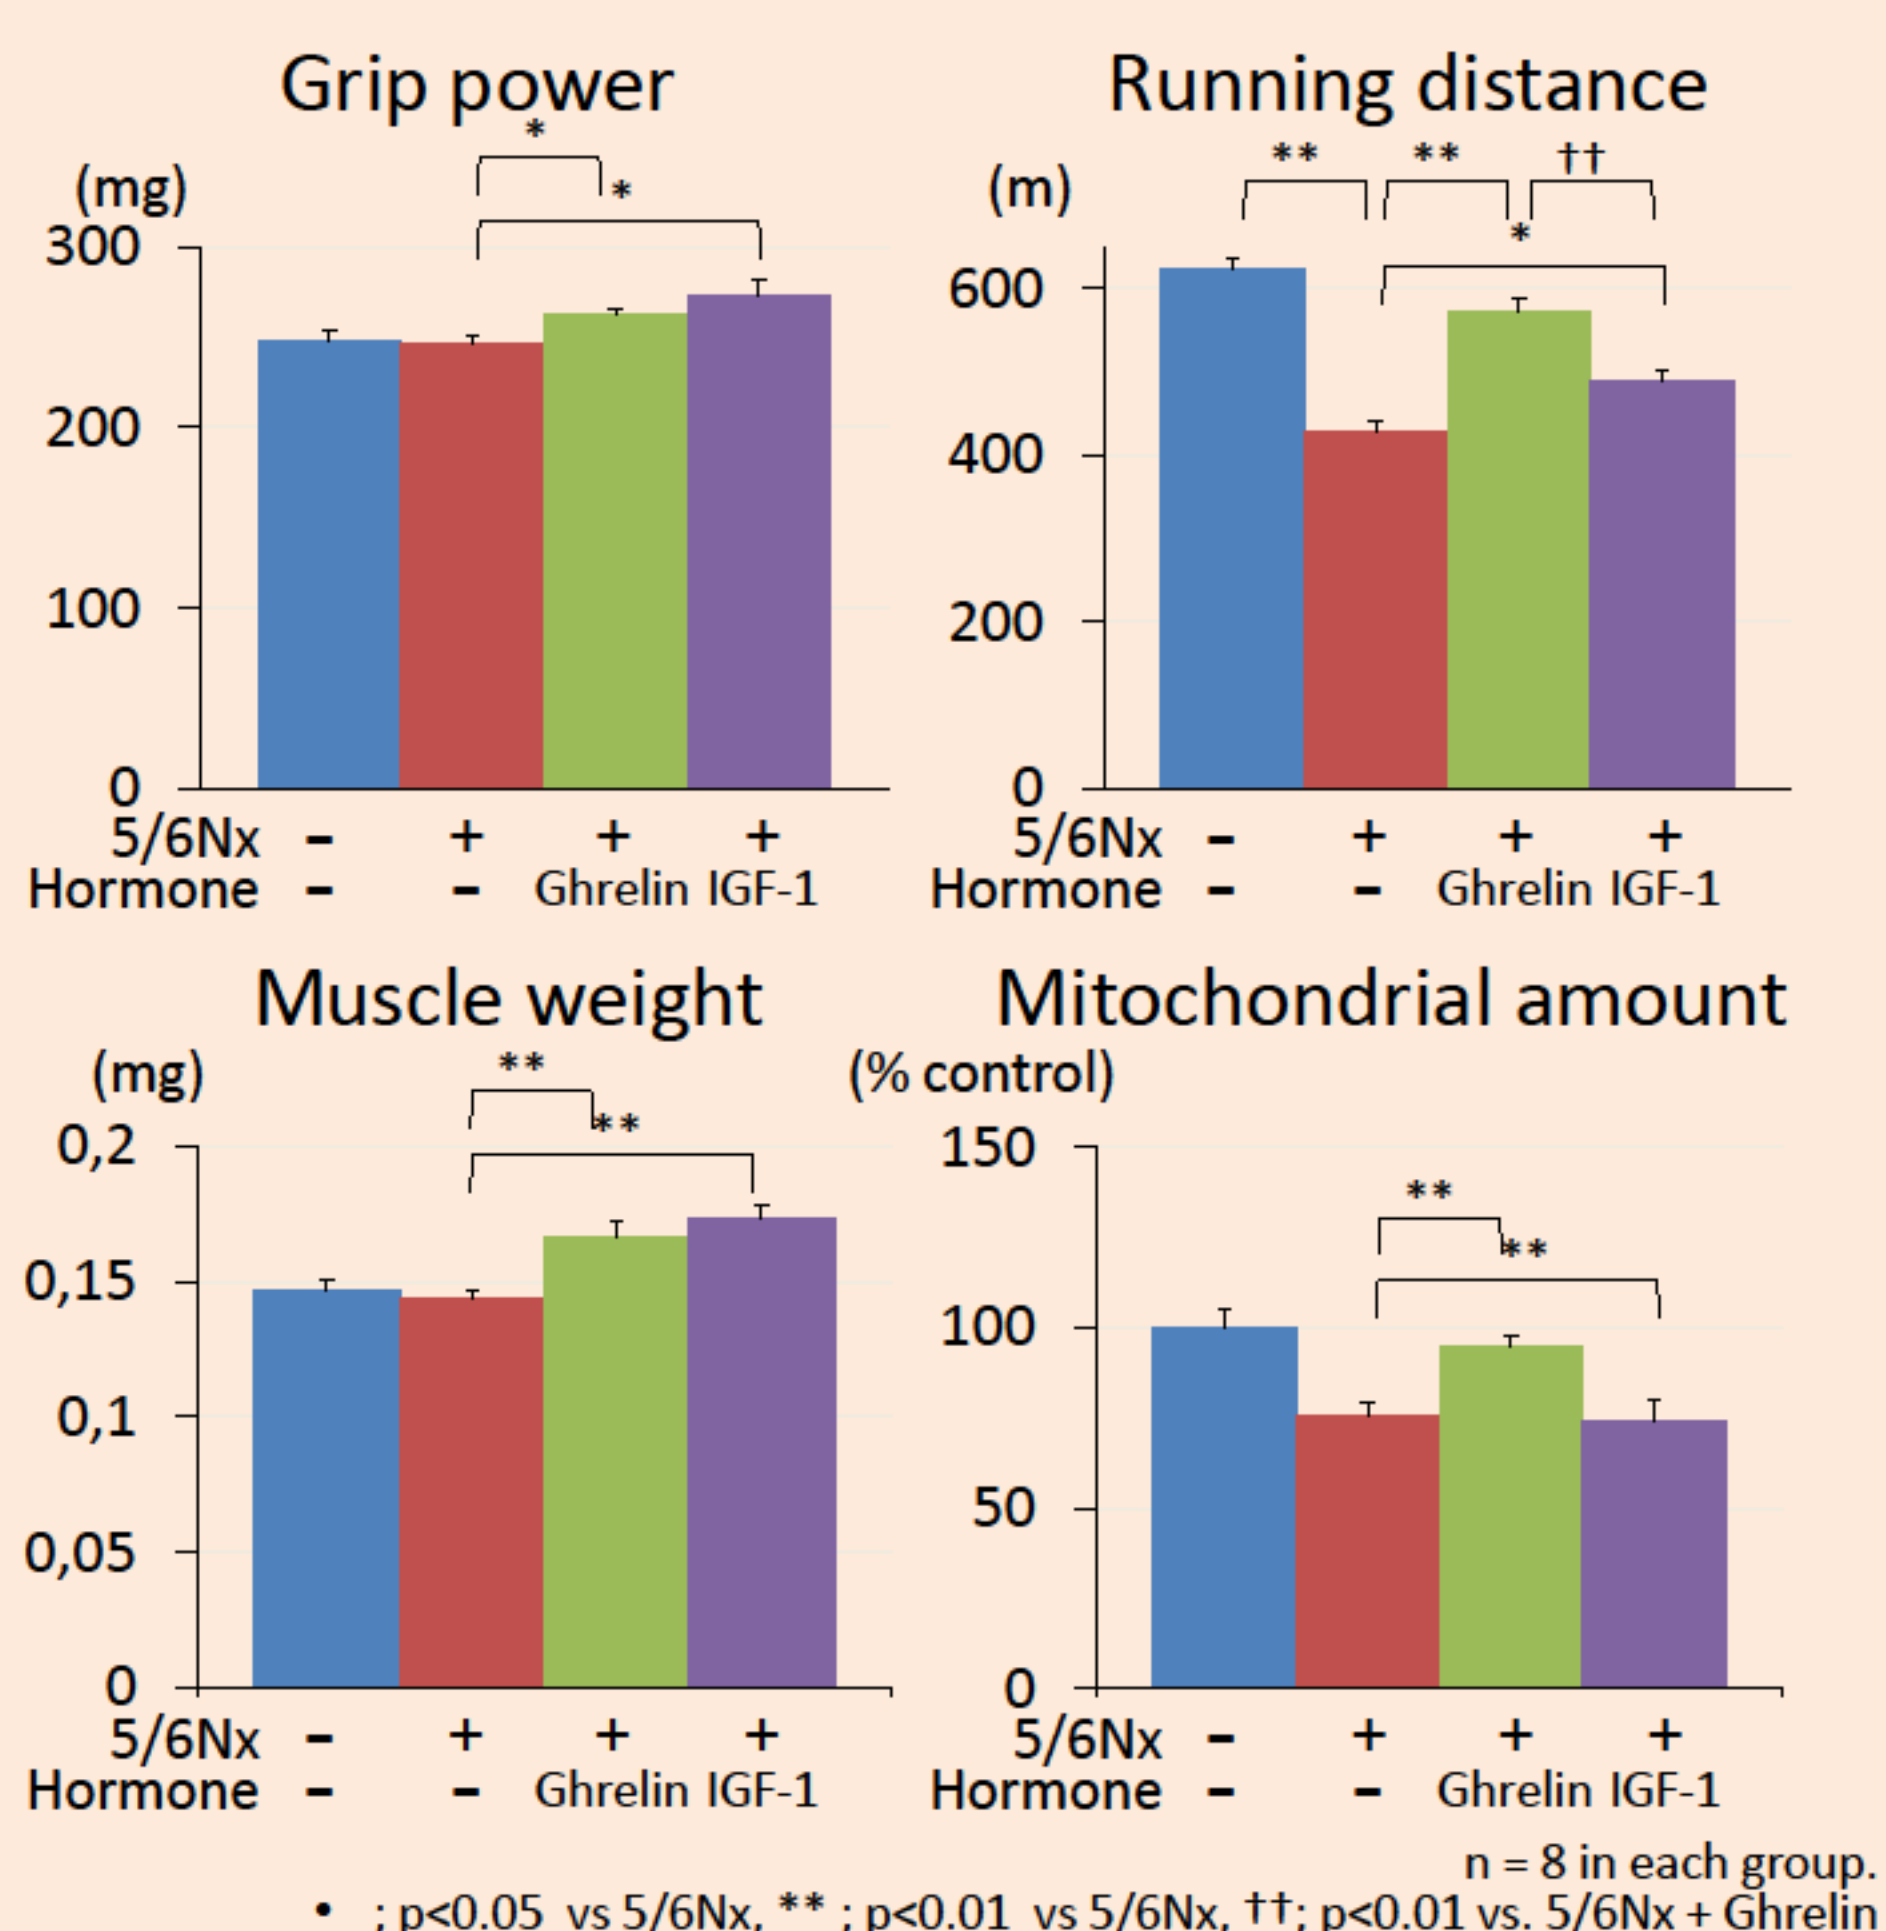 Grip power
*
(mg)
*
300
200
100
0
5/6Nx - + + +
Hormone - - Ghrelin IGF-1
Running distance
** ** ††
(m)
*
600
400
200
0
5/6Nx - + + +
Hormone - - Ghrelin IGF-1
Muscle weight
(mg)
**
**
0,2
0,15
0,1
0,05
0
5/6Nx - + + +
Hormone - - Ghrelin IGF-1
Mitochondrial amount
(% control)
150
**
**
100
50
0
5/6Nx - + + +
Hormone - - Ghrelin IGF-1
n = 8 in each group.
• ; p<0.05 vs 5/6Nx, ** ; p<0.01 vs 5/6Nx, ††; p<0.01 vs. 5/6Nx + Ghrelin